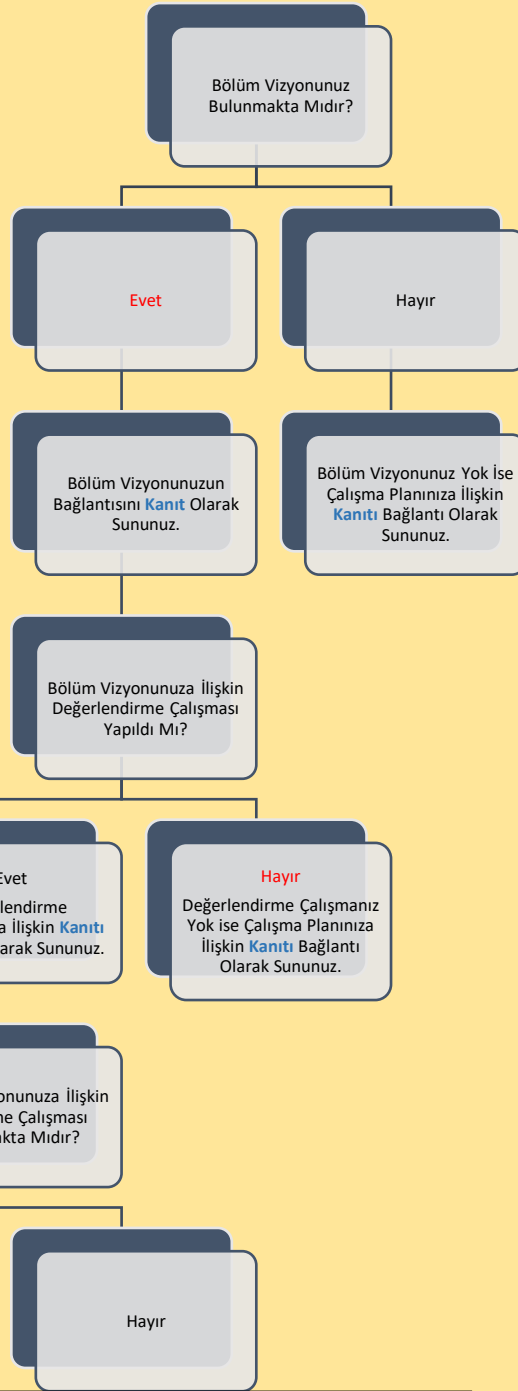 Bölüm Vizyonunuz
Bulunmakta Mıdır?
Evet
Hayır
Bölüm Vizyonunuzun
Bağlantısını Kanıt Olarak
Sununuz.
Bölüm Vizyonunuz Yok İse
Çalışma Planınıza İlişkin
Kanıtı Bağlantı Olarak
Sununuz.
Bölüm Vizyonunuza İlişkin
Değerlendirme Çalışması
Yapıldı Mı?
Evet
İlişkin Kanıtı
Sununuz.
Hayır
Değerlendirme Çalışmanız
Yok ise Çalışma Planınıza
İlişkin Kanıtı Bağlantı
Olarak Sununuz.
İlişkin
Çalışması
Mıdır?
Hayır